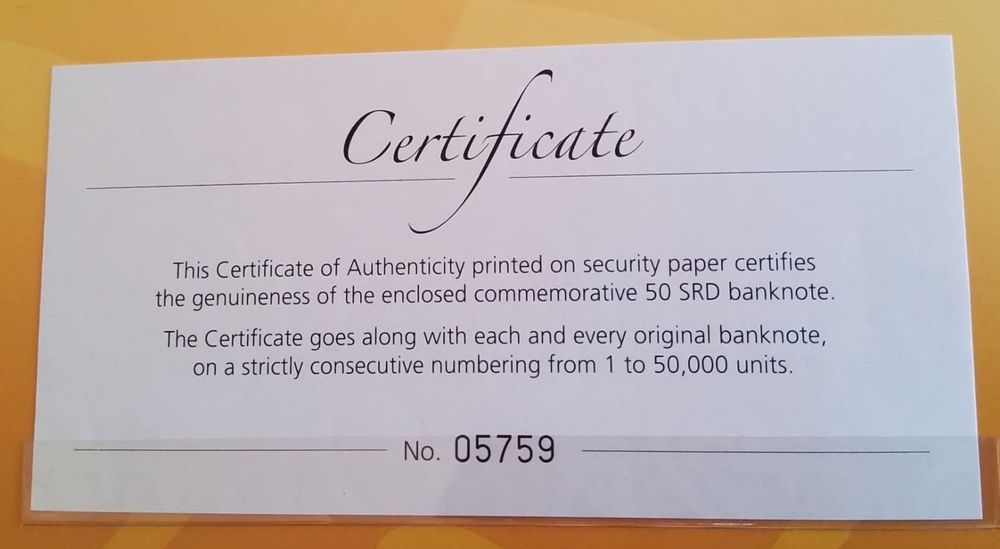 Certificate
This Certificate of Authenticity printed on security paper certifies
the genuineness of the enclosed commemorative 50 SRD banknote.
The Certificate goes along with each and every original banknote,
on a strictly consecutive numbering from 1 to 50,000 units.
No. 05759